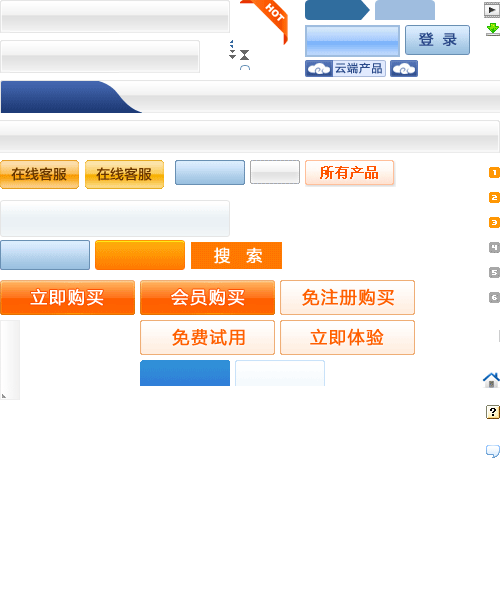 HOT
登 录
云端产品
在线客服
在线客服
所有产品
1
2
3
4
5
6
搜 索
立即购买
会员购买
免注册购买
免费试用
立即体验
?